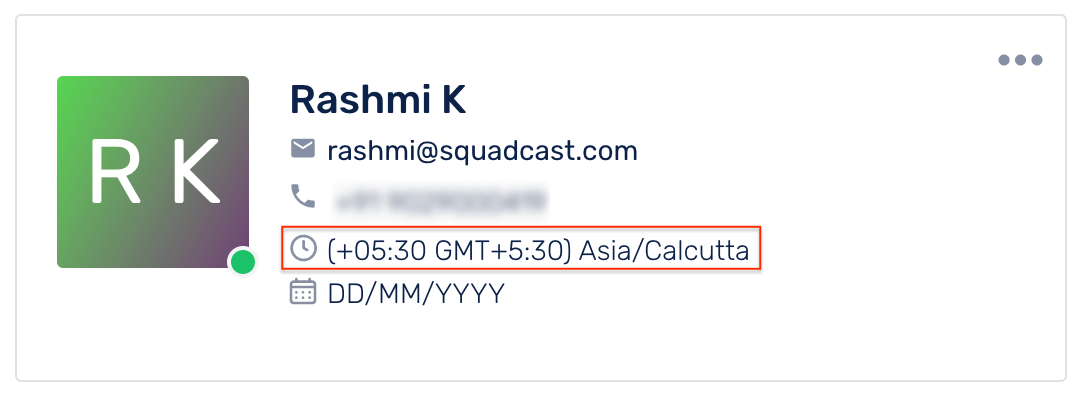 R K
Rashmi K
rashmi@squadcast.com
(+05:30 GMT+5:30) Asia/Calcutta
DD/MM/YYYY